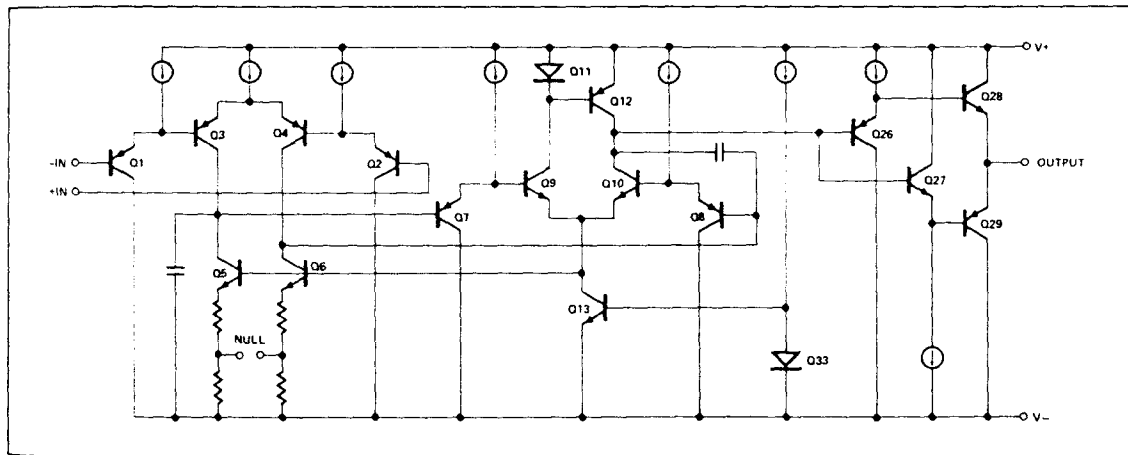 V+
Q11
Q12
Q3
Q4
Q28
Q26
-IN
Q1
Q2
OUTPUT
+IN
Q9
Q10
Q27
Q7
Q8
Q29
Q5
Q6
Q13
NULL
Q33
V-